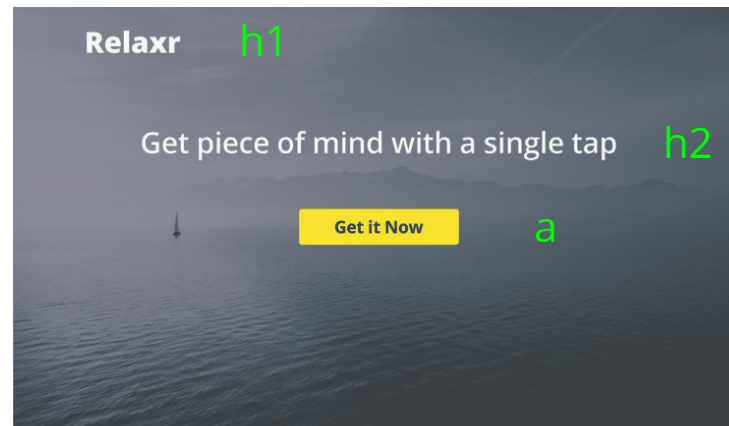 Relaxr h1
Get piece of mind with a single tap h2
Get it Now a